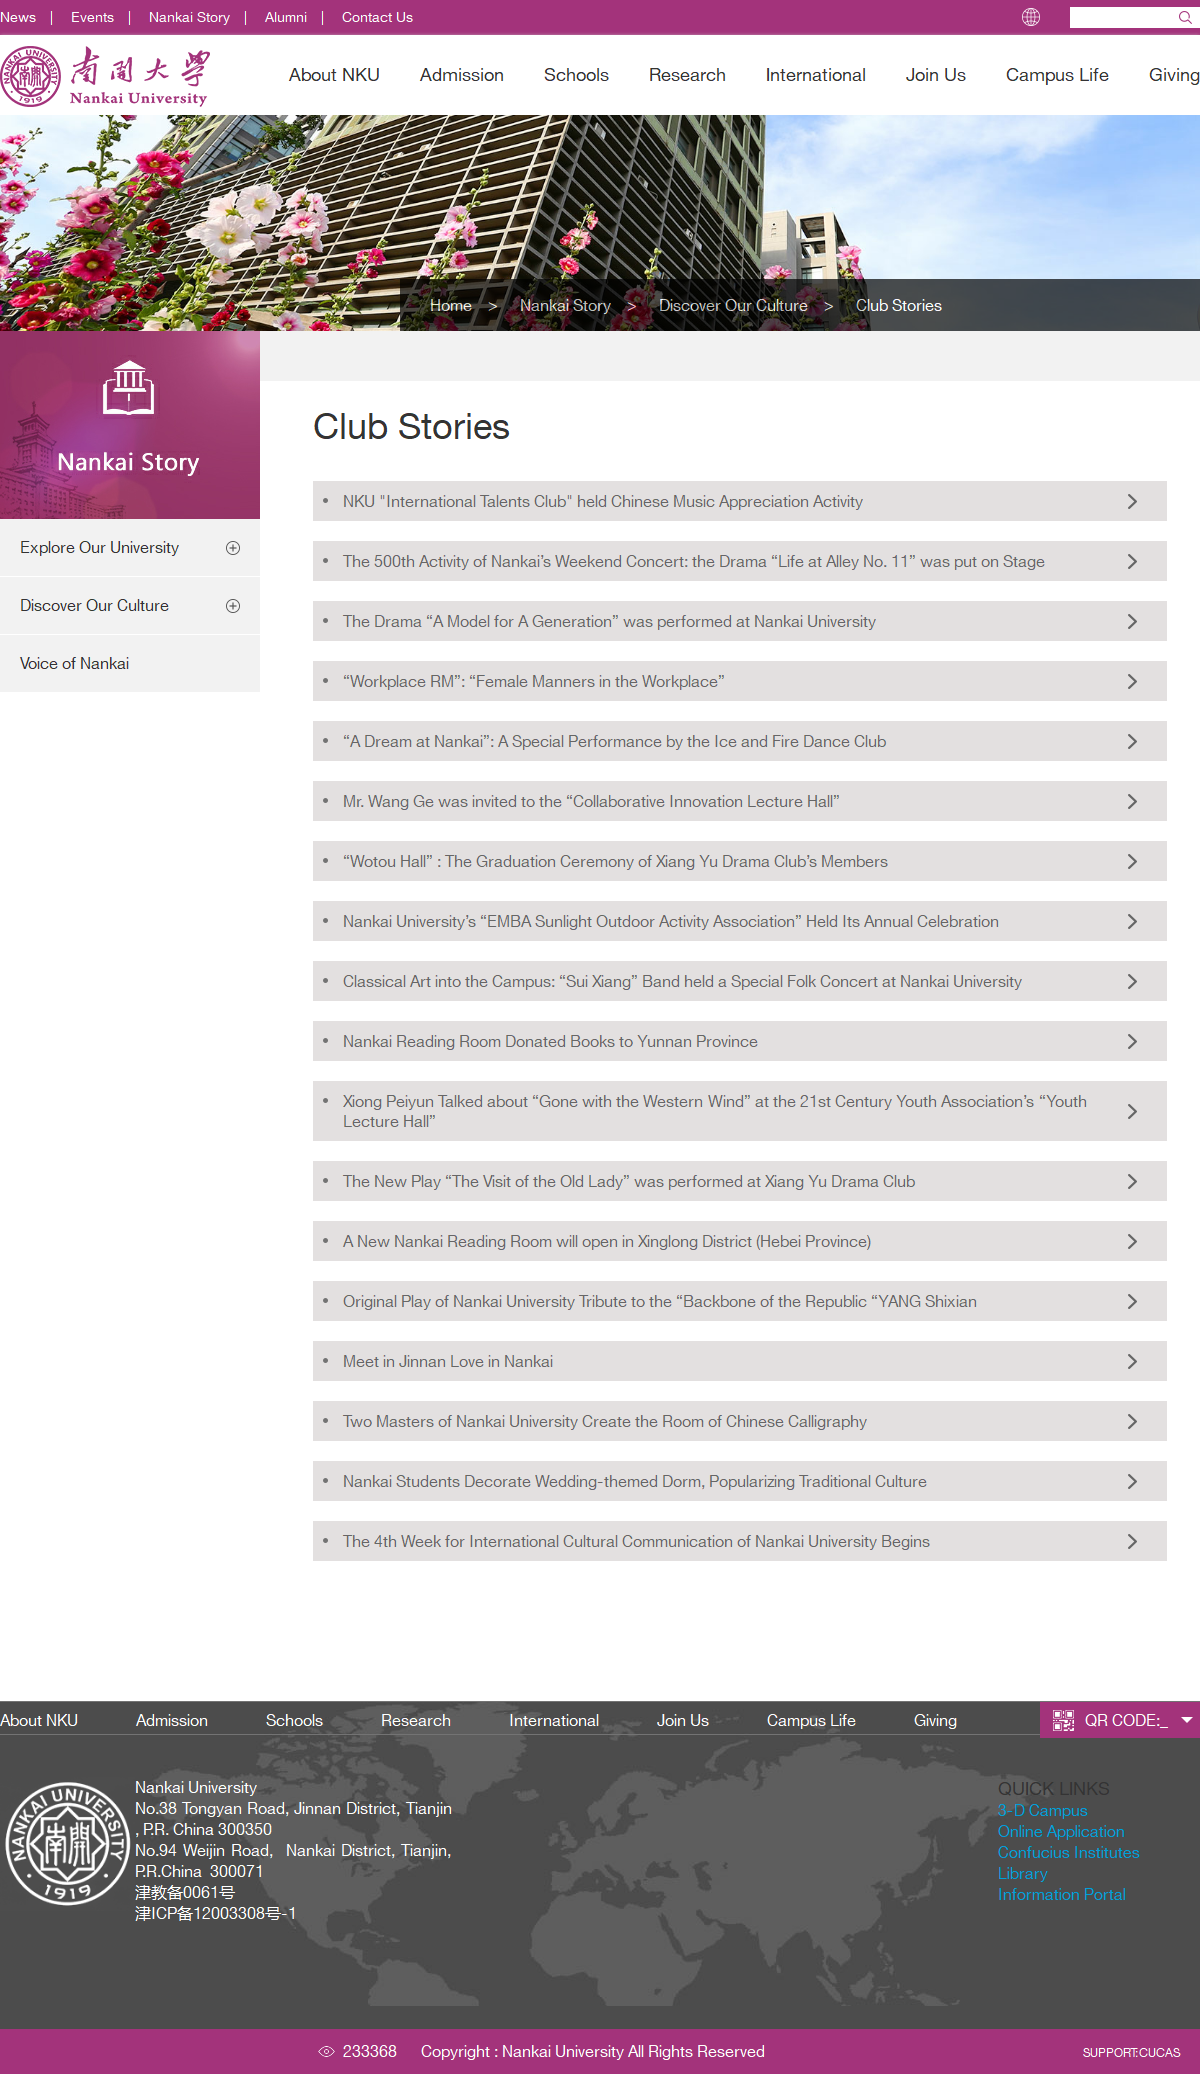 News | Events | Nankai Story | Alumni | Contact Us
NANKAI UNIVERSITY
1919
南開大學
Nankai University
About NKU Admission Schools Research International Join Us Campus Life Giving
Home > Nankai Story > Discover Our Culture > Club Stories
Nankai Story
Explore Our University
Discover Our Culture
Voice of Nankai
Club Stories
• NKU "International Talents Club" held Chinese Music Appreciation Activity
• The 500th Activity of Nankai’s Weekend Concert: the Drama “Life at Alley No. 11” was put on Stage
• The Drama “A Model for A Generation” was performed at Nankai University
• “Workplace RM”: “Female Manners in the Workplace”
• “A Dream at Nankai”: A Special Performance by the Ice and Fire Dance Club
• Mr. Wang Ge was invited to the “Collaborative Innovation Lecture Hall”
• “Wotou Hall” : The Graduation Ceremony of Xiang Yu Drama Club’s Members
• Nankai University’s “EMBA Sunlight Outdoor Activity Association” Held Its Annual Celebration
• Classical Art into the Campus: “Sui Xiang” Band held a Special Folk Concert at Nankai University
• Nankai Reading Room Donated Books to Yunnan Province
• Xiong Peiyun Talked about “Gone with the Western Wind” at the 21st Century Youth Association’s “Youth
Lecture Hall”
• The New Play “The Visit of the Old Lady” was performed at Xiang Yu Drama Club
• A New Nankai Reading Room will open in Xinglong District (Hebei Province)
• Original Play of Nankai University Tribute to the “Backbone of the Republic “YANG Shixian
• Meet in Jinnan Love in Nankai
• Two Masters of Nankai University Create the Room of Chinese Calligraphy
• Nankai Students Decorate Wedding-themed Dorm, Popularizing Traditional Culture
• The 4th Week for International Cultural Communication of Nankai University Begins
About NKU Admission Schools Research International Join Us Campus Life Giving QR CODE:_
NANKAI UNIVERSITY
南開
1919
Nankai University
No.38 Tongyan Road, Jinnan District, Tianjin
, P.R. China 300350
No.94 Weijin Road, Nankai District, Tianjin,
P.R.China 300071
津教备0061号
津ICP备12003308号-1
QUICK LINKS
3-D Campus
Online Application
Confucius Institutes
Library
Information Portal
233368 Copyright : Nankai University All Rights Reserved SUPPORT:CUCAS